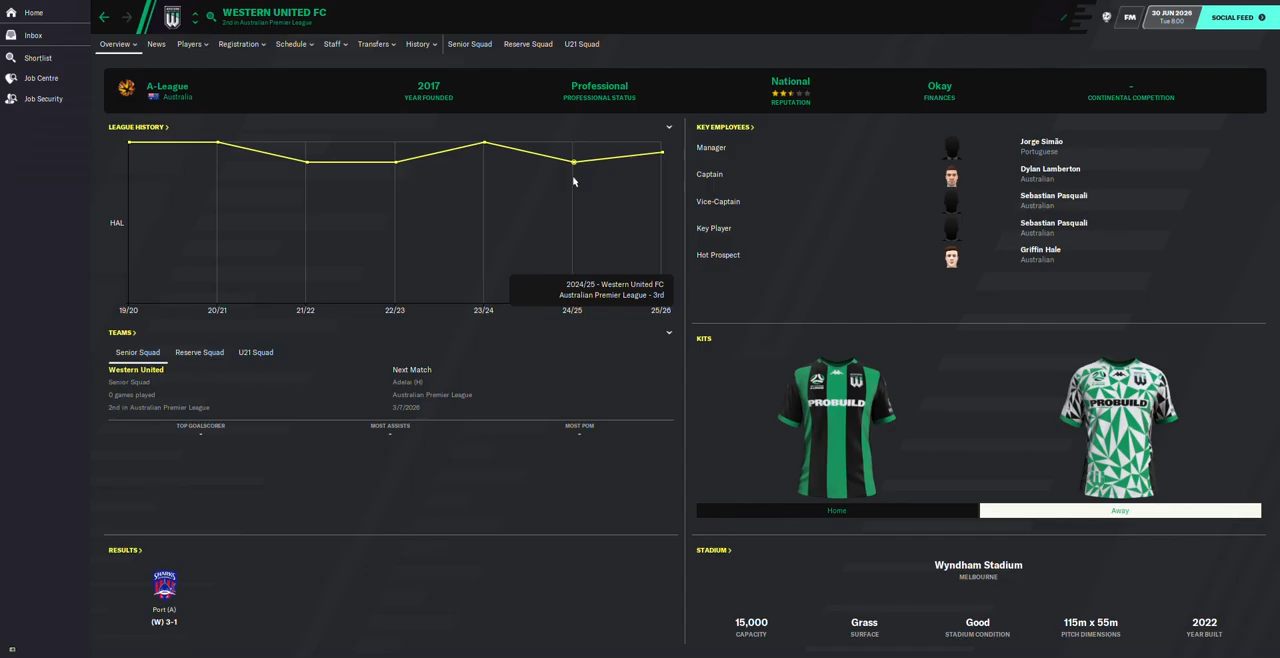 Home
Inbox
Shortlist
Job Centre
Job Security
WESTERN UNITED FC
2nd in Australian Premier League
FM
30 JUN 2026
Tue 8:00
SOCIAL FEED
Overview News Players Registration Schedule Staff Transfers History Senior Squad Reserve Squad U21 Squad
A-League
Australia
2017
YEAR FOUNDED
Professional
PROFESSIONAL STATUS
National
REPUTATION
Okay
FINANCES
-
CONTINENTAL COMPETITION
LEAGUE HISTORY >
HAL
19/20 20/21 21/22 22/23 23/24 24/25 25/26
2024/25 - Western United FC
Australian Premier League - 3rd
KEY EMPLOYEES >
Manager
Jorge Simão
Portuguese
Captain
Dylan Lamberton
Australian
Vice-Captain
Sebastian Pasquali
Australian
Key Player
Sebastian Pasquali
Australian
Hot Prospect
Griffin Hale
Australian
TEAMS >
Senior Squad Reserve Squad U21 Squad
Western United
Senior Squad
0 games played
2nd in Australian Premier League
Next Match
Adelai (H)
Australian Premier League
3/7/2026
TOP GOALSCORER MOST ASSISTS MOST POM
- - -
KITS
PROBUILD
PROBUILD
Home Away
RESULTS >
SHARKS
Port (A)
(W) 3-1
STADIUM >
Wyndham Stadium
MELBOURNE
15,000
CAPACITY
Grass
SURFACE
Good
STADIUM CONDITION
115m x 55m
PITCH DIMENSIONS
2022
YEAR BUILT